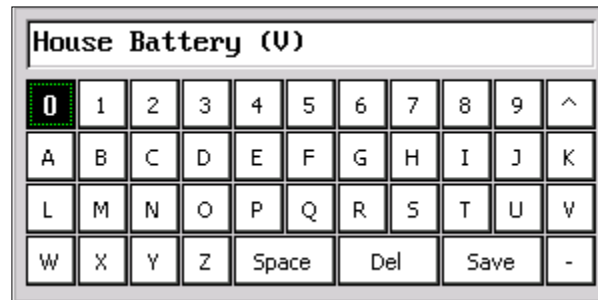 House Battery (V)
0 1 2 3 4 5 6 7 8 9 ^
A B C D E F G H I J K
L M N O P Q R S T U V
W X Y Z Space Del Save -